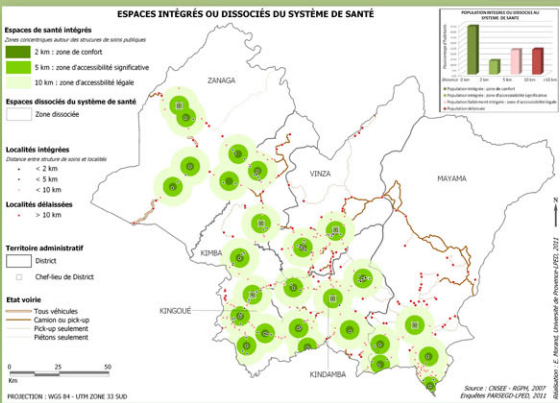 ESPACES INTÉGRÉS OU DISSOCIÉS DU SYSTÈME DE SANTÉ
Espaces de santé intégrés
Zones concentriques autour des structures de soins publiques
2 km : zone de confort
5 km : zone d'accessibilité significative
10 km : zone d'accessibilité légale
Espaces dissociés du système de santé
Zone dissociée
Localités intégrées
Distance entre struture de soins et localités
< 2 km
< 5 km
< 10 km
Localités délaissées
> 10 km
Territoire administratif
District
Chef-lieu de District
Etat voirie
Tous véhicules
Camion ou pick-up
Pick-up seulement
Piétons seulement
0 25 50
Km
PROJECTION : WGS 84 - UTM ZONE 33 SUD
ZANAGA
VINZA
MAYAMA
KIMBA
KINGOUÉ
KINDAMBA
POPULATION INTÉGRÉE OU DISSOCIÉE AU
SYSTÈME DE SANTÉ
N
Source : CNSEE - RGPH, 2007
Enquêtes PARSEGD-LPED, 2011
Réalisation : E. Morand, Université de Provence-LPED, 2011